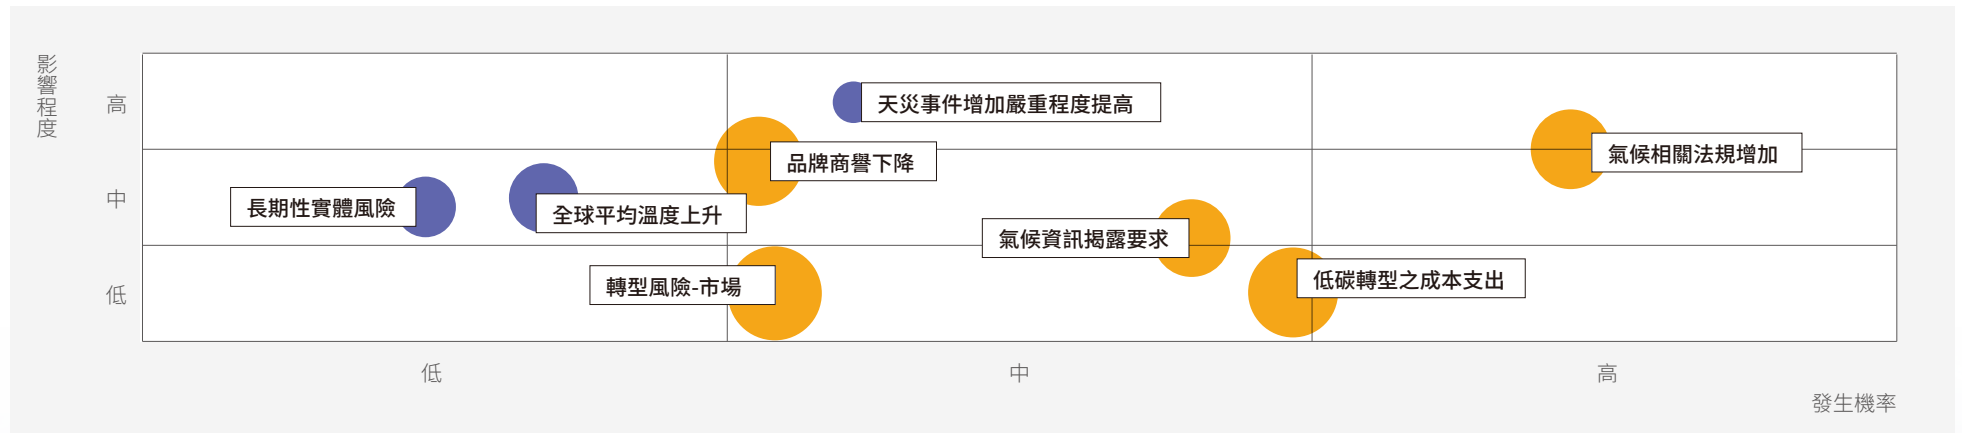 影響程度
高
天災事件增加嚴重程度提高
品牌商譽下降
氣候相關法規增加
中
長期性實體風險
全球平均溫度上升
氣候資訊揭露要求
低
轉型風險-市場
低碳轉型之成本支出
低
中
高
發生機率